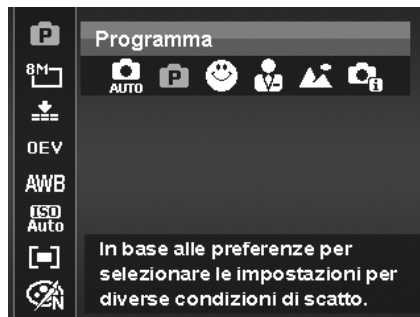 P
Programma
8M
AUTO
P
i
0EV
AWB
ISO
Auto
N
In base alle preferenze per
selezionare le impostazioni per
diverse condizioni di scatto.